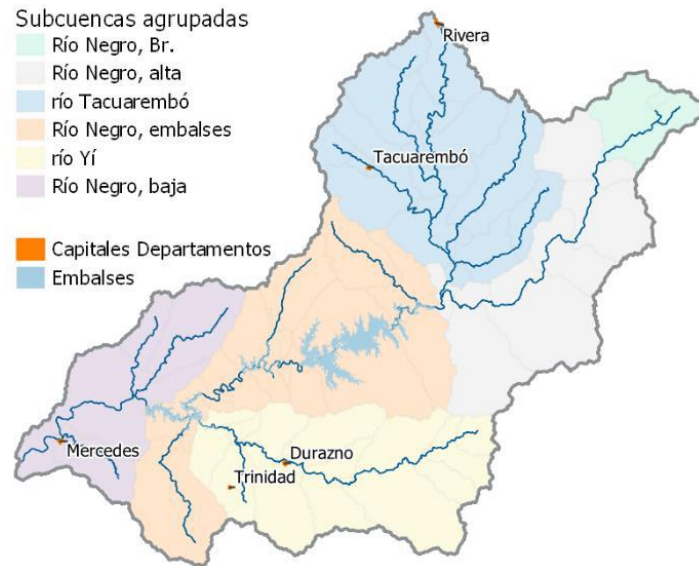 Subcuencas agrupadas
Río Negro, Br.
Río Negro, alta
río Tacuarembó
Río Negro, embalses
río Yí
Río Negro, baja
Capitales Departamentos
Embalses
Rivera
Tacuarembó
Mercedes
Durazno
Trinidad